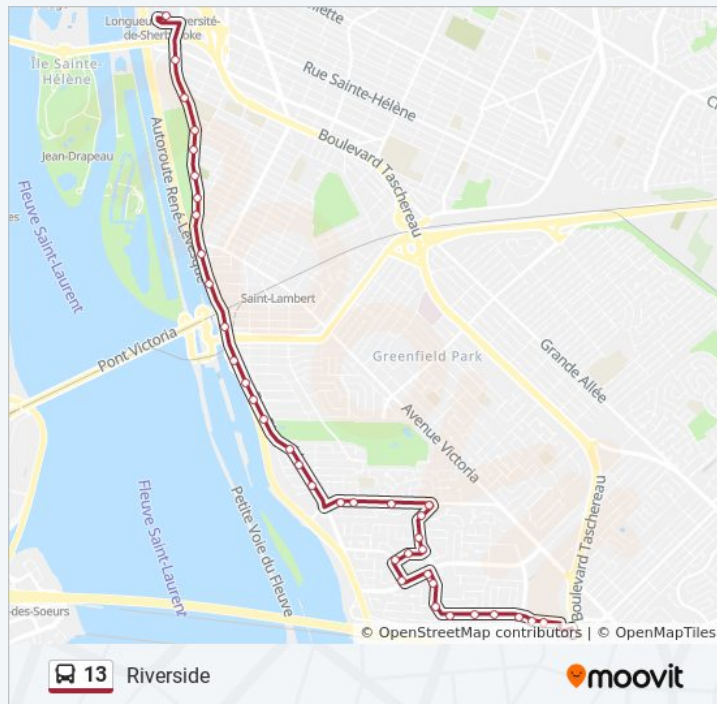 Longueuil–Université-
de-Sherbrooke
Île Sainte-
Hélène
Rue Sainte-Hélène
Boulevard Taschereau
Jean-Drapeau
Autoroute René-Lévesque
Fleuve Saint-Laurent
Saint-Lambert
Pont Victoria
Greenfield Park
Grande Allée
Avenue Victoria
Petite Voie du Fleuve
Fleuve Saint-Laurent
Boulevard Taschereau
-des-Soeurs
© OpenStreetMap contributors | © OpenMapTiles
13 Riverside
moovit